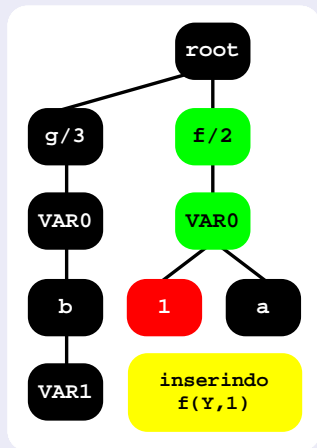 root
g/3
f/2
VAR0
VAR0
b
1
a
VAR1
inserindo
f(Y,1)